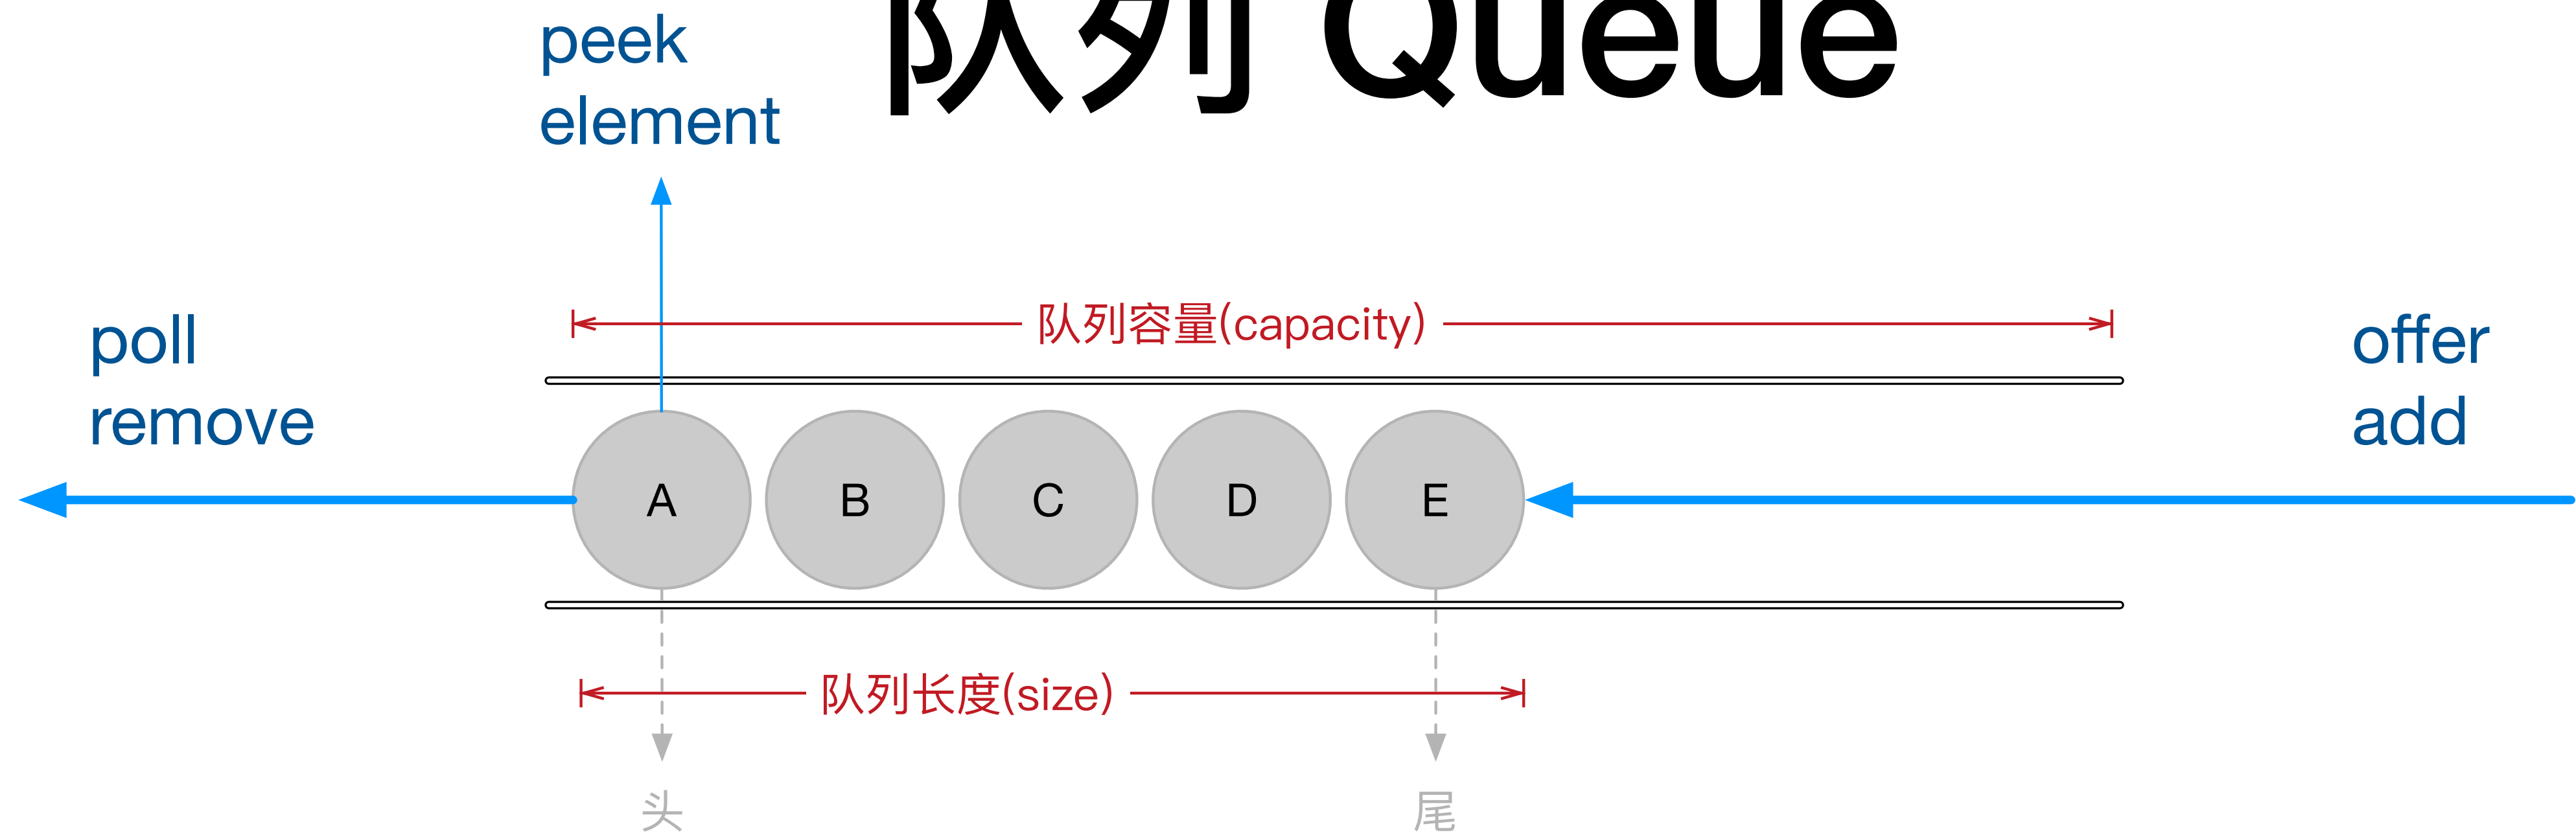 队列 Queue
peek
element
队列容量(capacity)
poll
remove
offer
add
A
B
C
D
E
队列长度(size)
头
尾